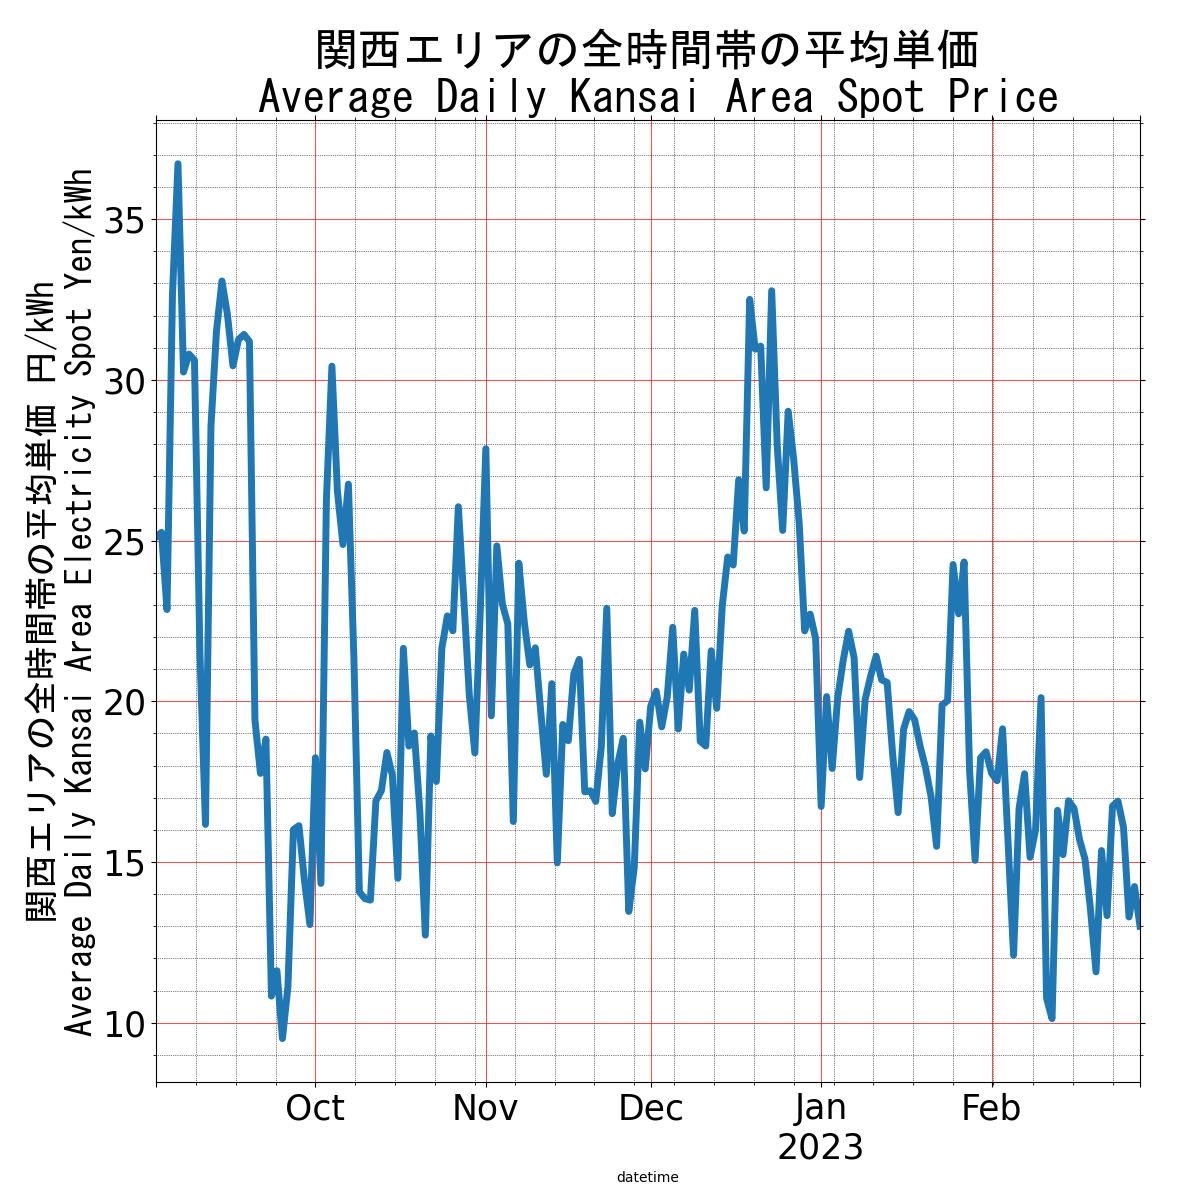 関西エリアの全時間帯の平均単価
Average Daily Kansai Area Spot Price
関西エリアの全時間帯の平均単価 円/kWh
Average Daily Kansai Area Electricity Spot Yen/kWh
35
30
25
20
15
10
Oct
Nov
Dec
Jan
2023
Feb
datetime